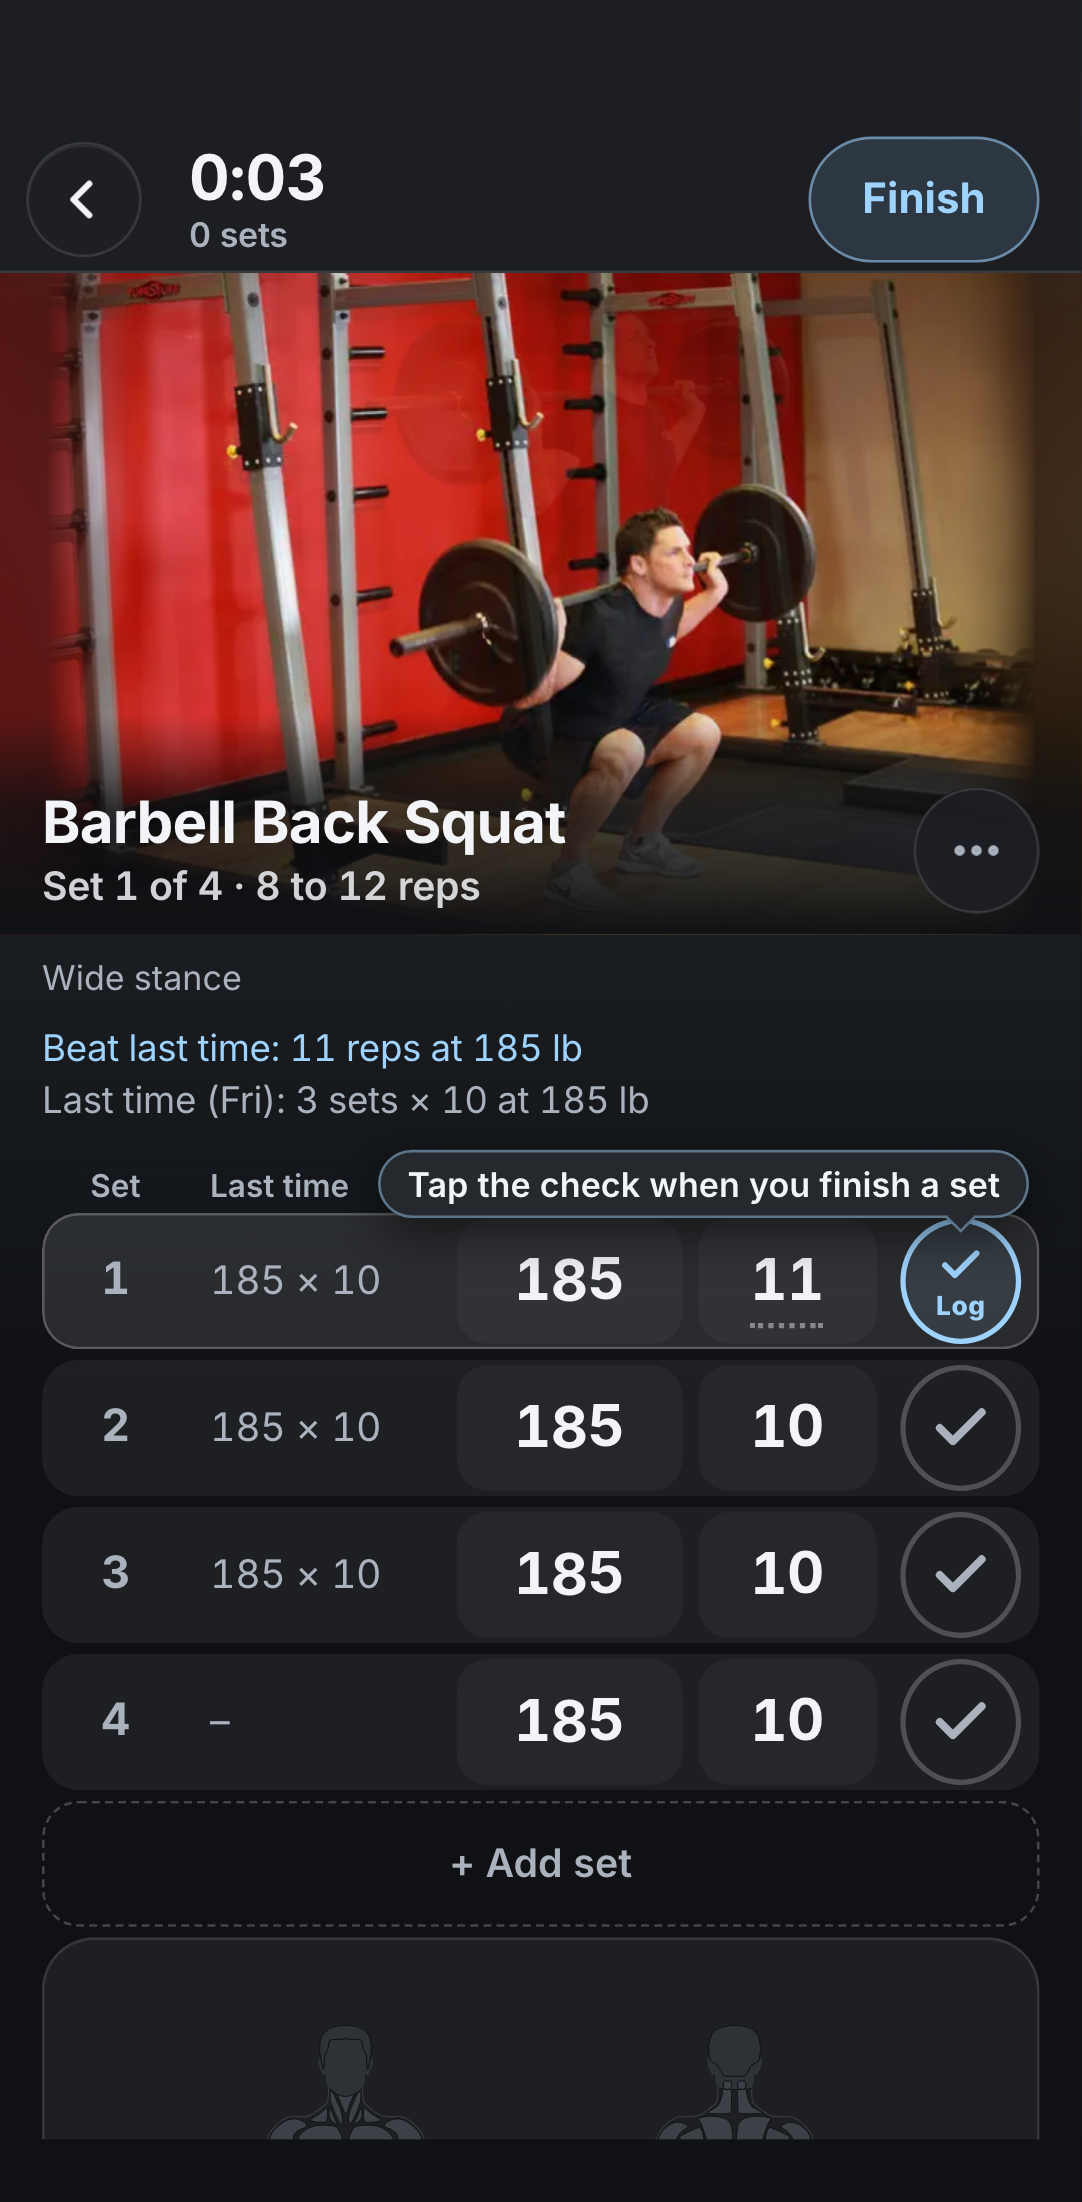 0:03
0 sets
Finish
Barbell Back Squat
Set 1 of 4 · 8 to 12 reps
Wide stance
Beat last time: 11 reps at 185 lb
Last time (Fri): 3 sets × 10 at 185 lb
Set Last time Tap the check when you finish a set
1 185 × 10 185 11 Log
2 185 × 10 185 10
3 185 × 10 185 10
4 – 185 10
+ Add set